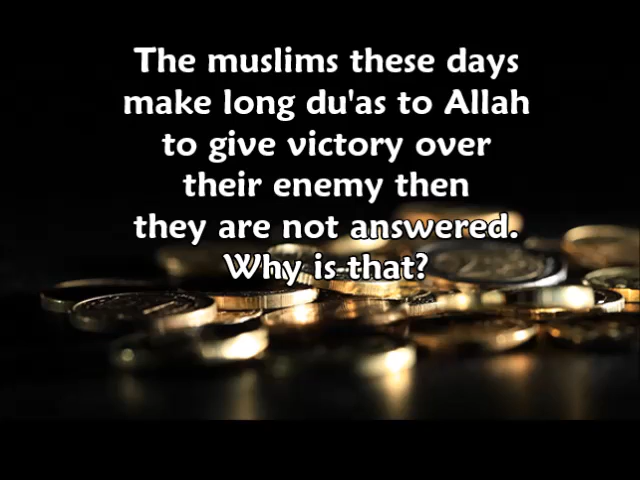 The muslims these days
make long du'as to Allah
to give victory over
their enemy then
they are not answered.
Why is that?